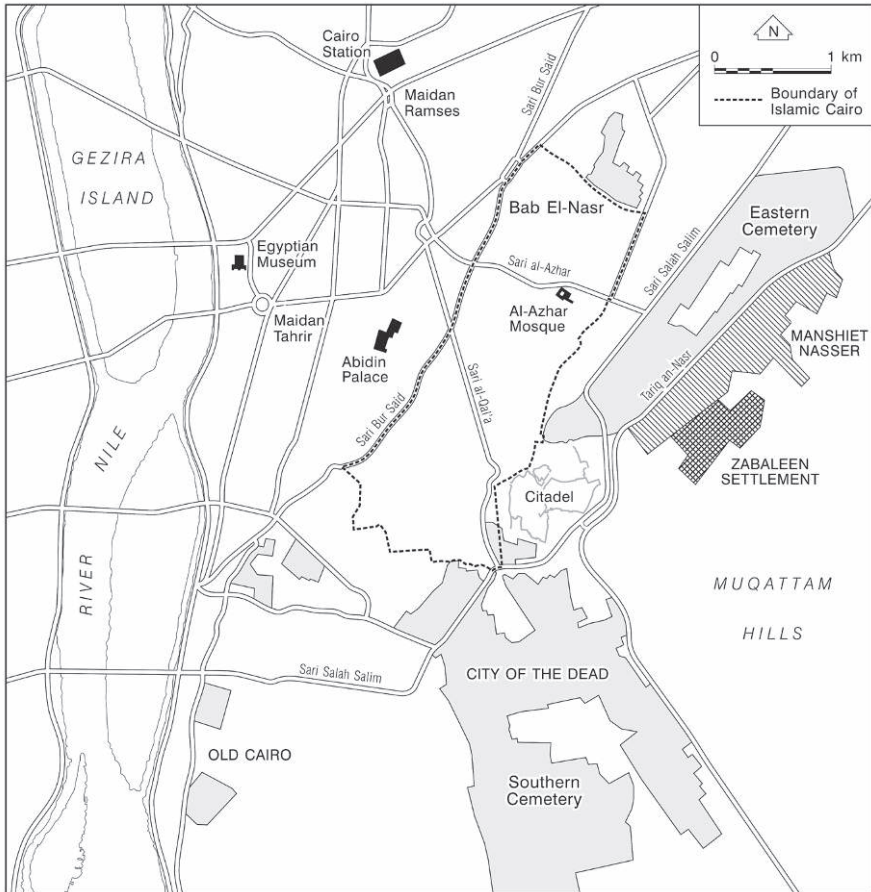 Cairo
Station
Maidan
Ramses
Sari Bur Said
N
0 1 km
Boundary of
Islamic Cairo
GEZIRA
ISLAND
Bab El-Nasr
Eastern
Cemetery
Egyptian
Museum
Sari al-Azhar
Sari Salah Salim
Maidan
Tahrir
Al-Azhar
Mosque
Abidin
Palace
MANSHIET
NASSER
Tariq an-Nasr
Sari al-Qal'a
Sari Bur Said
NILE
ZABALEEN
SETTLEMENT
Citadel
RIVER
MUQATTAM
HILLS
Sari Salah Salim
CITY OF THE DEAD
OLD CAIRO
Southern
Cemetery